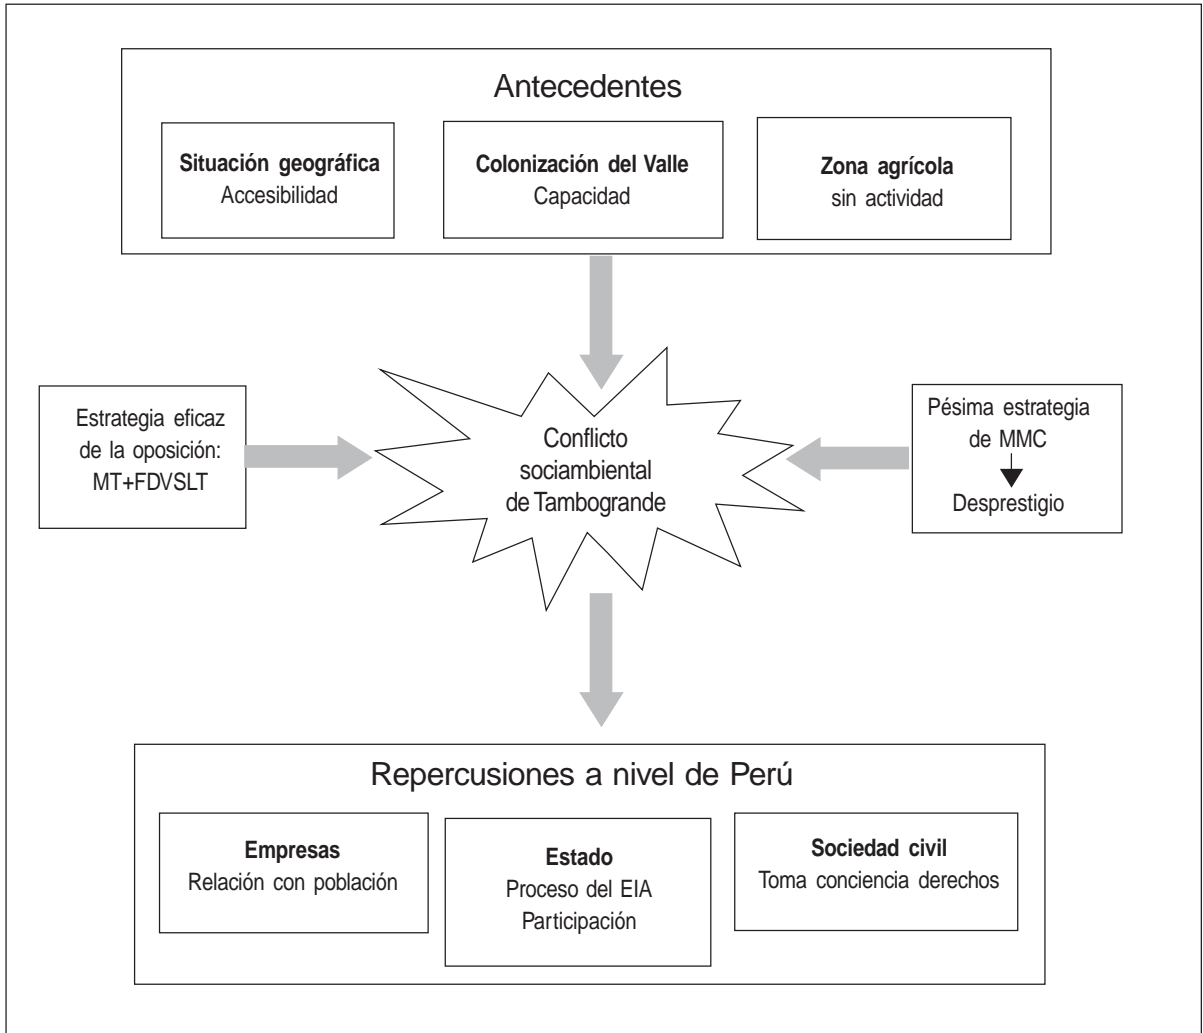 Antecedentes
Situación geográfica
Accesibilidad
Colonización del Valle
Capacidad
Zona agrícola
sin actividad
Estrategia eficaz
de la oposición:
MT+FDVSLT
Conflicto
sociambiental
de Tambogrande
Pésima estrategia
de MMC
Desprestigio
Repercusiones a nivel de Perú
Empresas
Relación con población
Estado
Proceso del EIA
Participación
Sociedad civil
Toma conciencia derechos